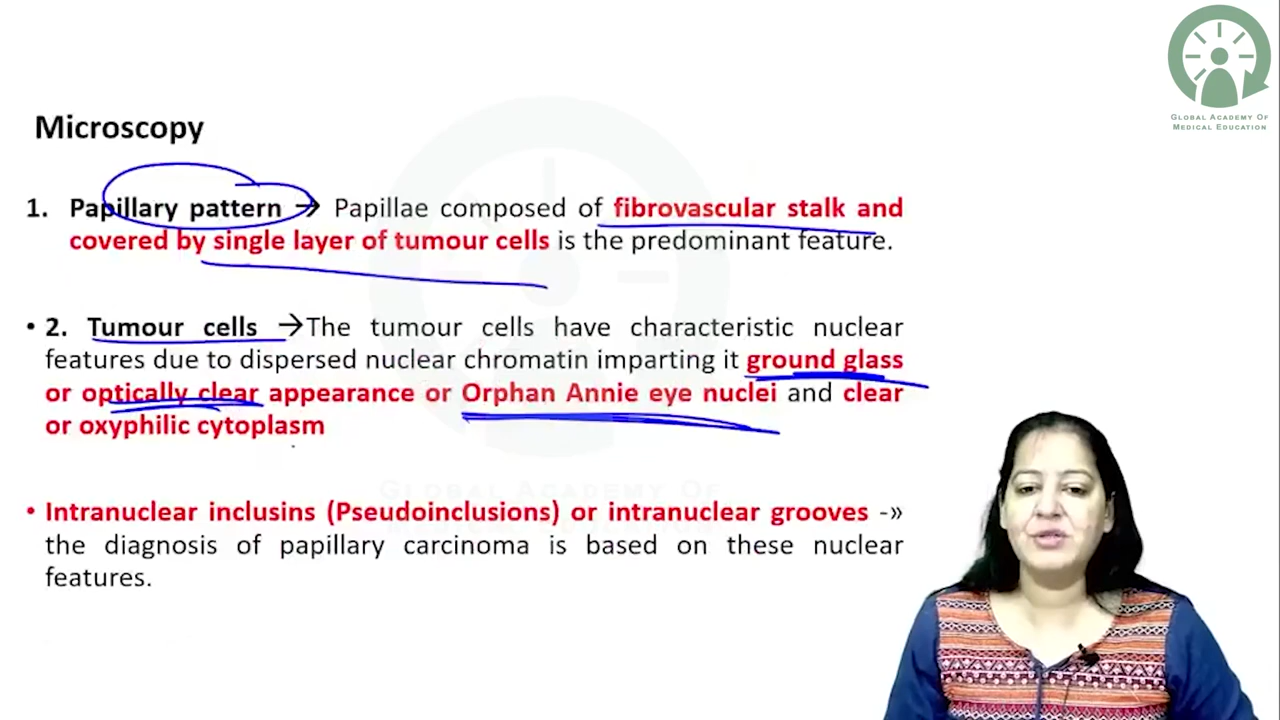 GLOBAL ACADEMY OF
MEDICAL EDUCATION
Microscopy
1. Papillary pattern → Papillae composed of fibrovascular stalk and
covered by single layer of tumour cells is the predominant feature.
• 2. Tumour cells →The tumour cells have characteristic nuclear
features due to dispersed nuclear chromatin imparting it ground glass
or optically clear appearance or Orphan Annie eye nuclei and clear
or oxyphilic cytoplasm
GLOBAL ACADEMY OF
• Intranuclear inclusins (Pseudoinclusions) or intranuclear grooves -»
the diagnosis of papillary carcinoma is based on these nuclear
features.